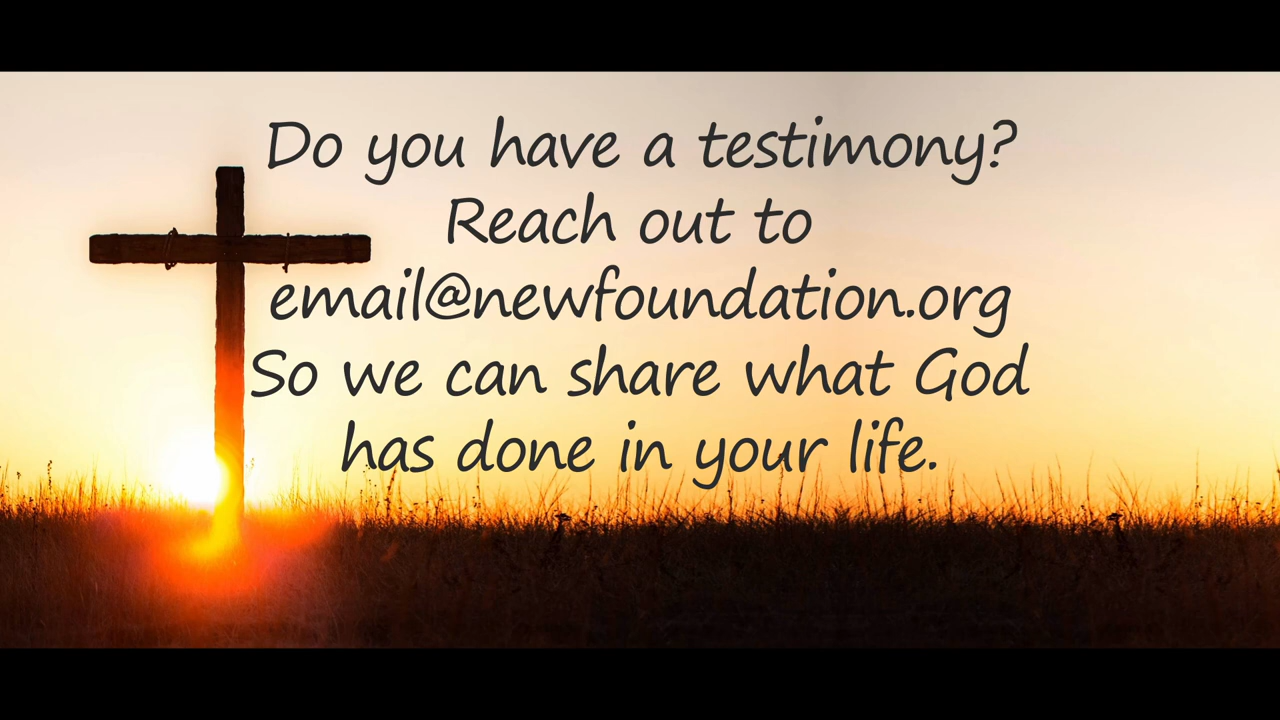 Do you have a testimony?
Reach out to
email@newfoundation.org
So we can share what God
has done in your life.